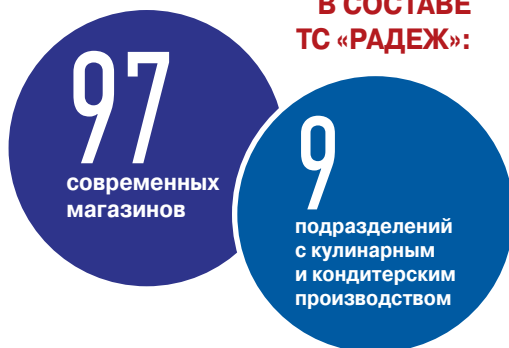 В СОСТАВЕ
ТС «РАДЕЖ»:
97
современных
магазинов
9
подразделений
с кулинарным
и кондитерским
производством